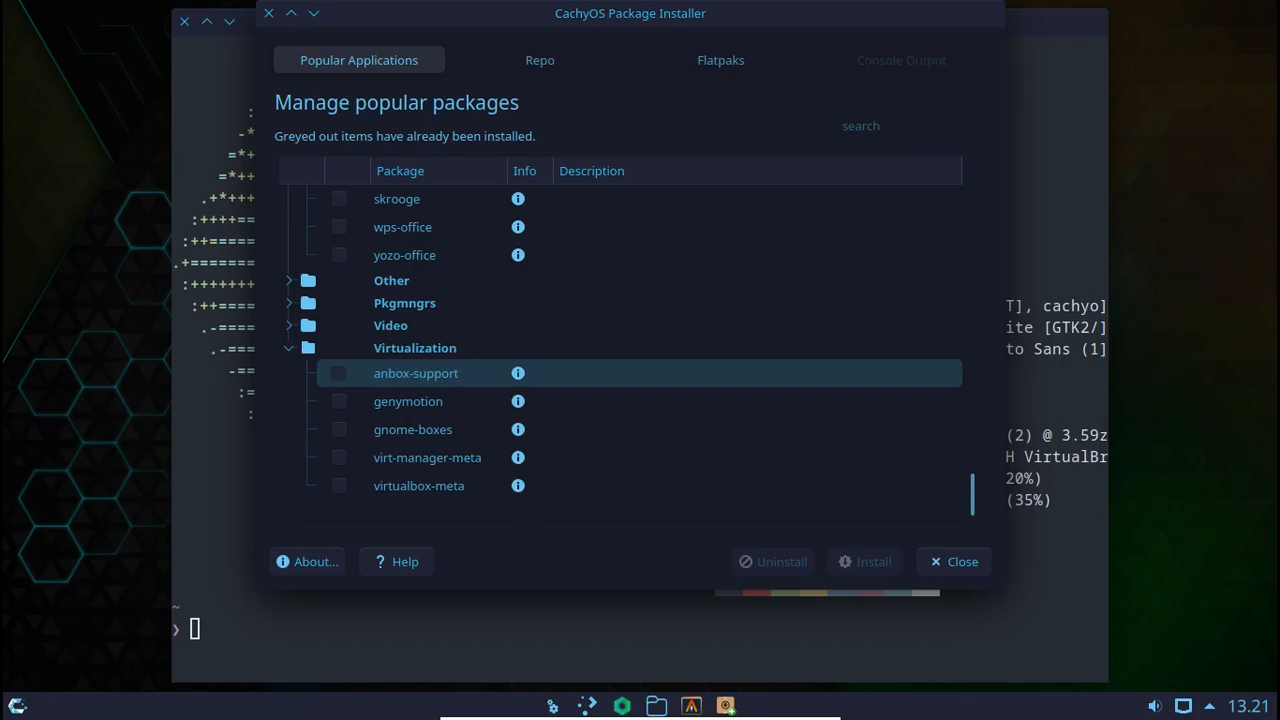 CachyOS Package Installer
Popular Applications Repo Flatpaks Console Output
Manage popular packages
search
Greyed out items have already been installed.
Package Info Description
skrooge
wps-office
yozo-office
Other
Pkgmngrs
Video
Virtualization
anbox-support
genymotion
gnome-boxes
virt-manager-meta
virtualbox-meta
About... ? Help Uninstall Install Close
:
-*
=*++
=*++
.+*+++
:++++==
:++=====
.+=======
:+++++++
:++====
.-====
.-===
-==
:=
:
T], cachyo]
ite [GTK2/]
to Sans (1]
(2) @ 3.59z
H VirtualBr
20%)
(35%)
~
❯
13.21